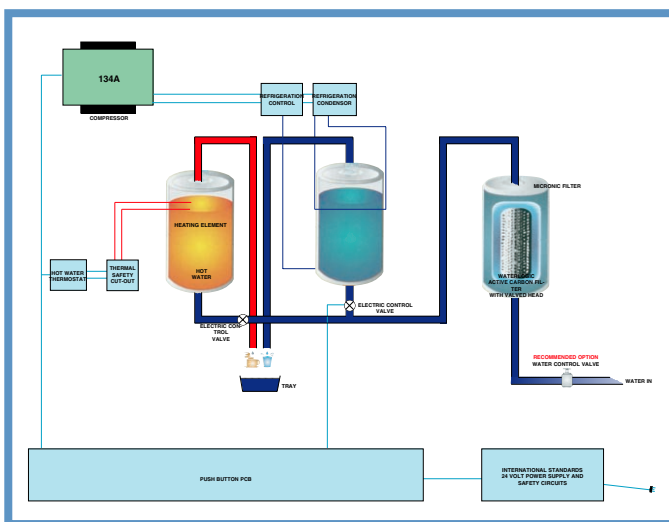 134A
COMPRESSOR
REFRIGERATION
CONTROL
REFRIGERATION
CONDENSOR
MICRONIC FILTER
HEATING ELEMENT
HOT
WATER
HOT WATER
THERMOSTAT
THERMAL
SAFETY
CUT-OUT
WATERLOGIC
ACTIVE CARBON FIL-
TER
WITH VALVED HEAD
ELECTRIC CONTROL
VALVE
ELECTRIC CON-
TROL
VALVE
TRAY
RECOMMENDED OPTION
WATER CONTROL VALVE
WATER IN
PUSH BUTTON PCB
INTERNATIONAL STANDARDS
24 VOLT POWER SUPPLY AND
SAFETY CIRCUITS